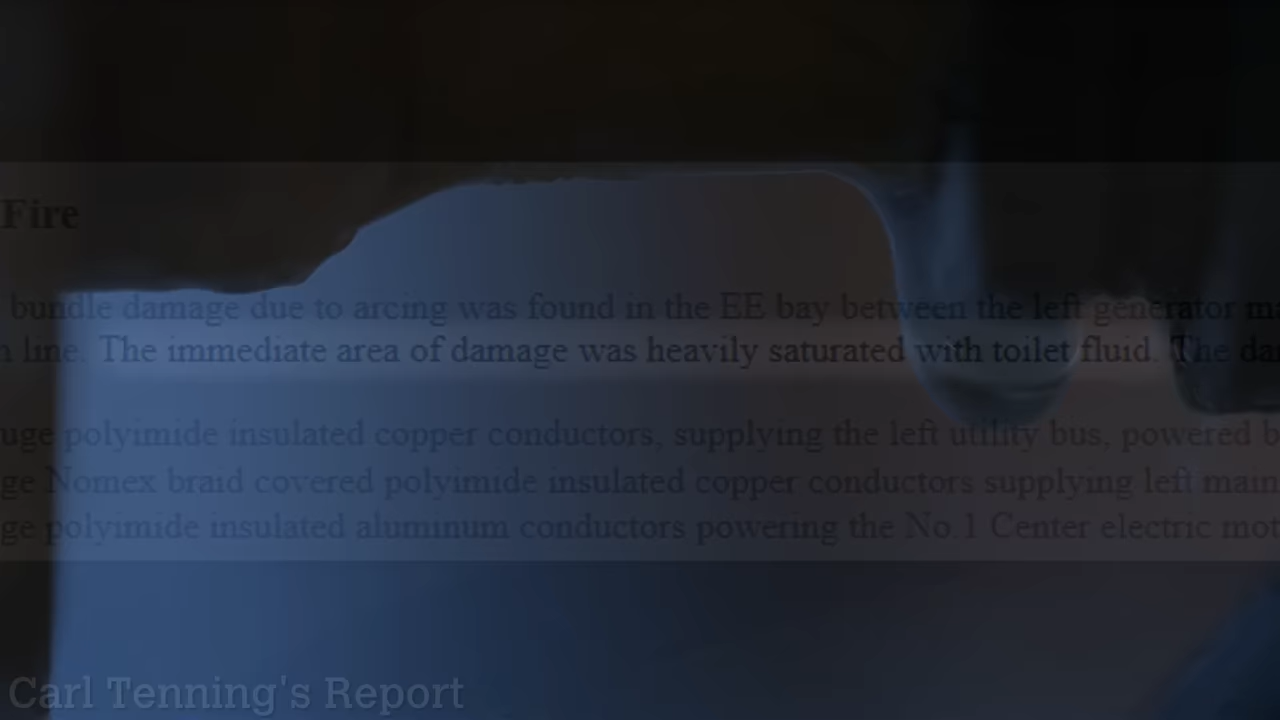 Fire
bundle damage due to arcing was found in the EE bay between the left generator
line. The immediate area of damage was heavily saturated with toilet fluid. The
polyimide insulated copper conductors, supplying the left utility bus, powered
Nomex braid covered polyimide insulated copper conductors supplying left main
polyimide insulated aluminum conductors powering the No.1 Center electric
Carl Tenning's Report